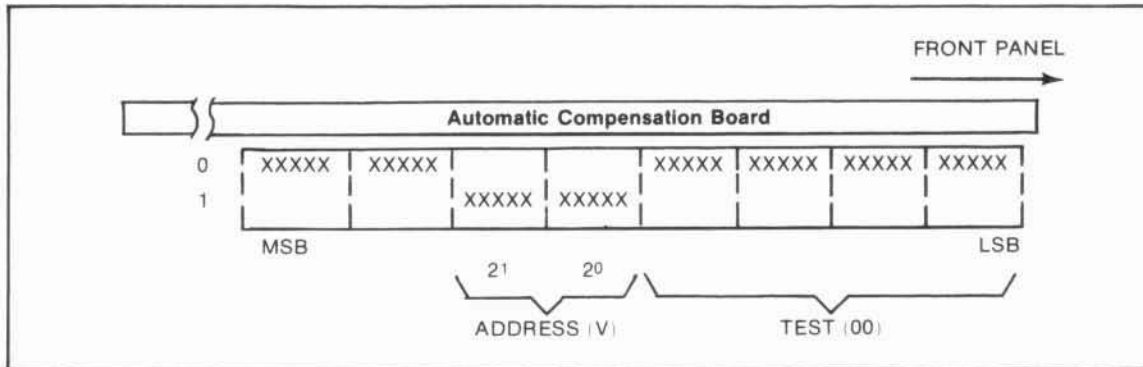 FRONT PANEL
Automatic Compensation Board
0 XXXXX XXXXX XXXXX XXXXX XXXXX XXXXX
1 XXXXX XXXXX
MSB LSB
2¹ 2⁰
ADDRESS (V) TEST (00)